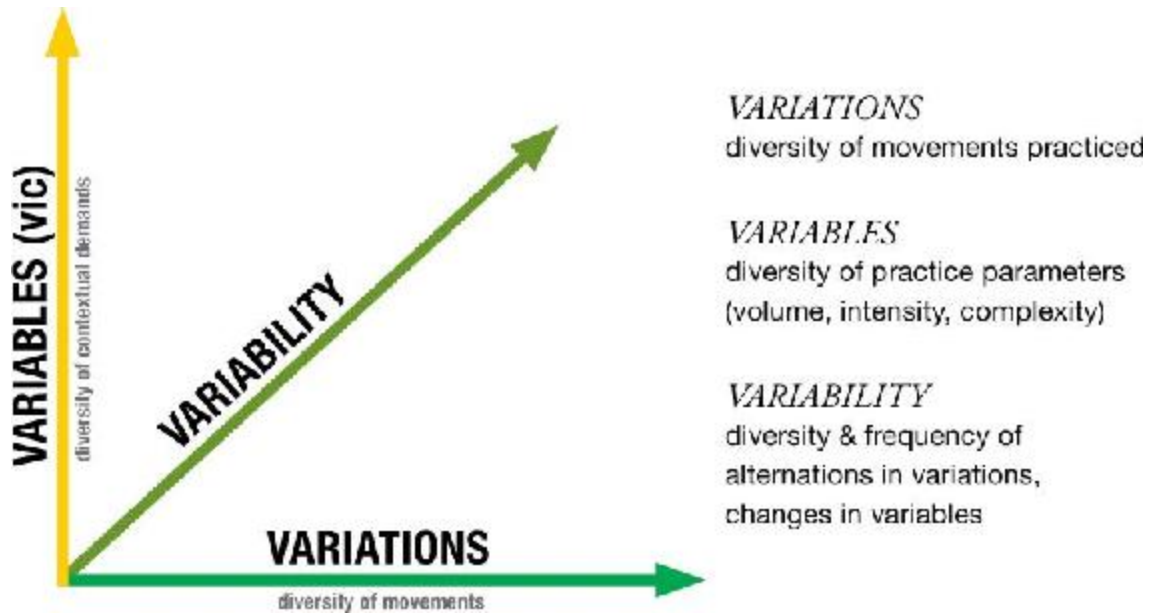 VARIABLES (vic)
diversity of contextual demands
VARIABILITY
VARIATIONS
diversity of movements
VARIATIONS
diversity of movements practiced
VARIABLES
diversity of practice parameters
(volume, intensity, complexity)
VARIABILITY
diversity & frequency of
alternations in variations,
changes in variables